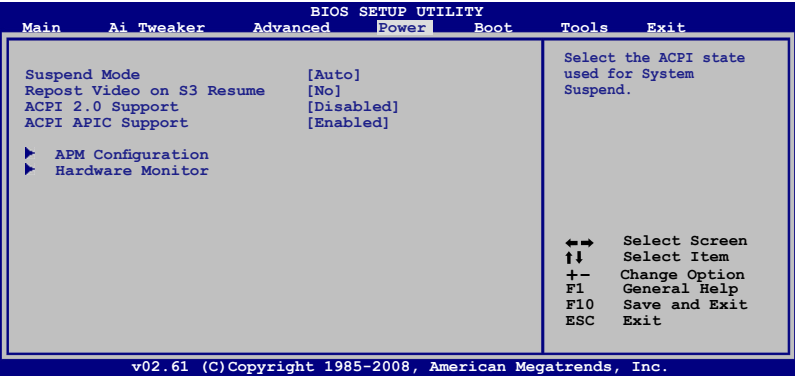 BIOS SETUP UTILITY
Main Ai Tweaker Advanced Power Boot Tools Exit
Suspend Mode [Auto]
Repost Video on S3 Resume [No]
ACPI 2.0 Support [Disabled]
ACPI APIC Support [Enabled]
APM Configuration
Hardware Monitor
Select the ACPI state
used for System
Suspend.
←→ Select Screen
↑↓ Select Item
+- Change Option
F1 General Help
F10 Save and Exit
ESC Exit
v02.61 (C)Copyright 1985-2008, American Megatrends, Inc.